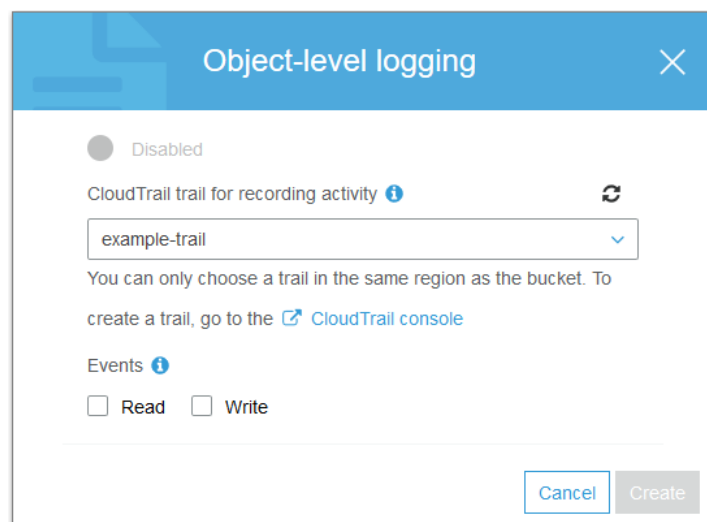 Object-level logging
Disabled
CloudTrail trail for recording activity
example-trail
You can only choose a trail in the same region as the bucket. To
create a trail, go to the CloudTrail console
Events
Read Write
Cancel Create